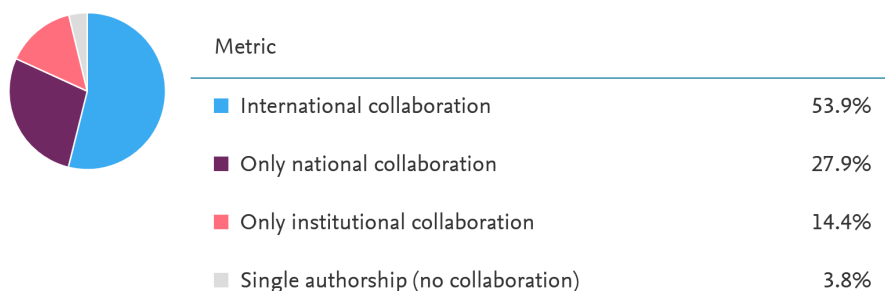 Metric
International collaboration 53.9%
Only national collaboration 27.9%
Only institutional collaboration 14.4%
Single authorship (no collaboration) 3.8%